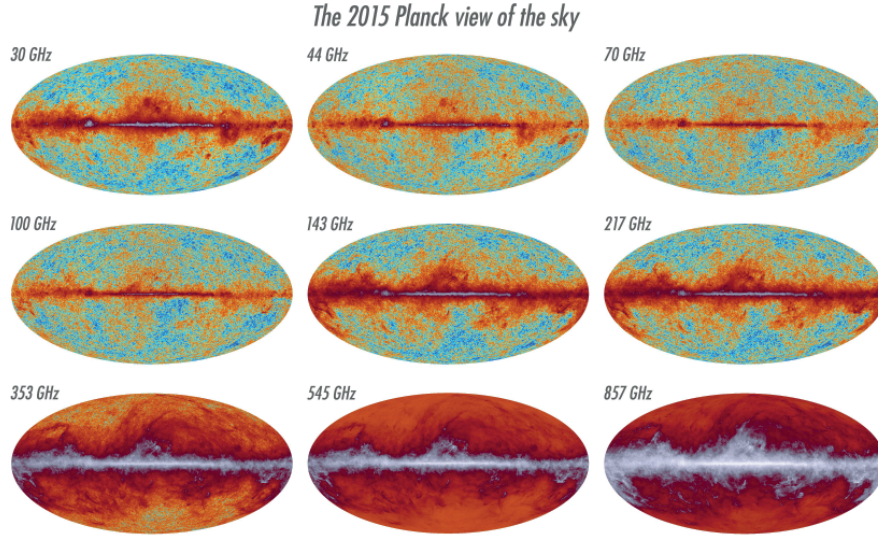 The 2015 Planck view of the sky
30 GHz
44 GHz
70 GHz
100 GHz
143 GHz
217 GHz
353 GHz
545 GHz
857 GHz